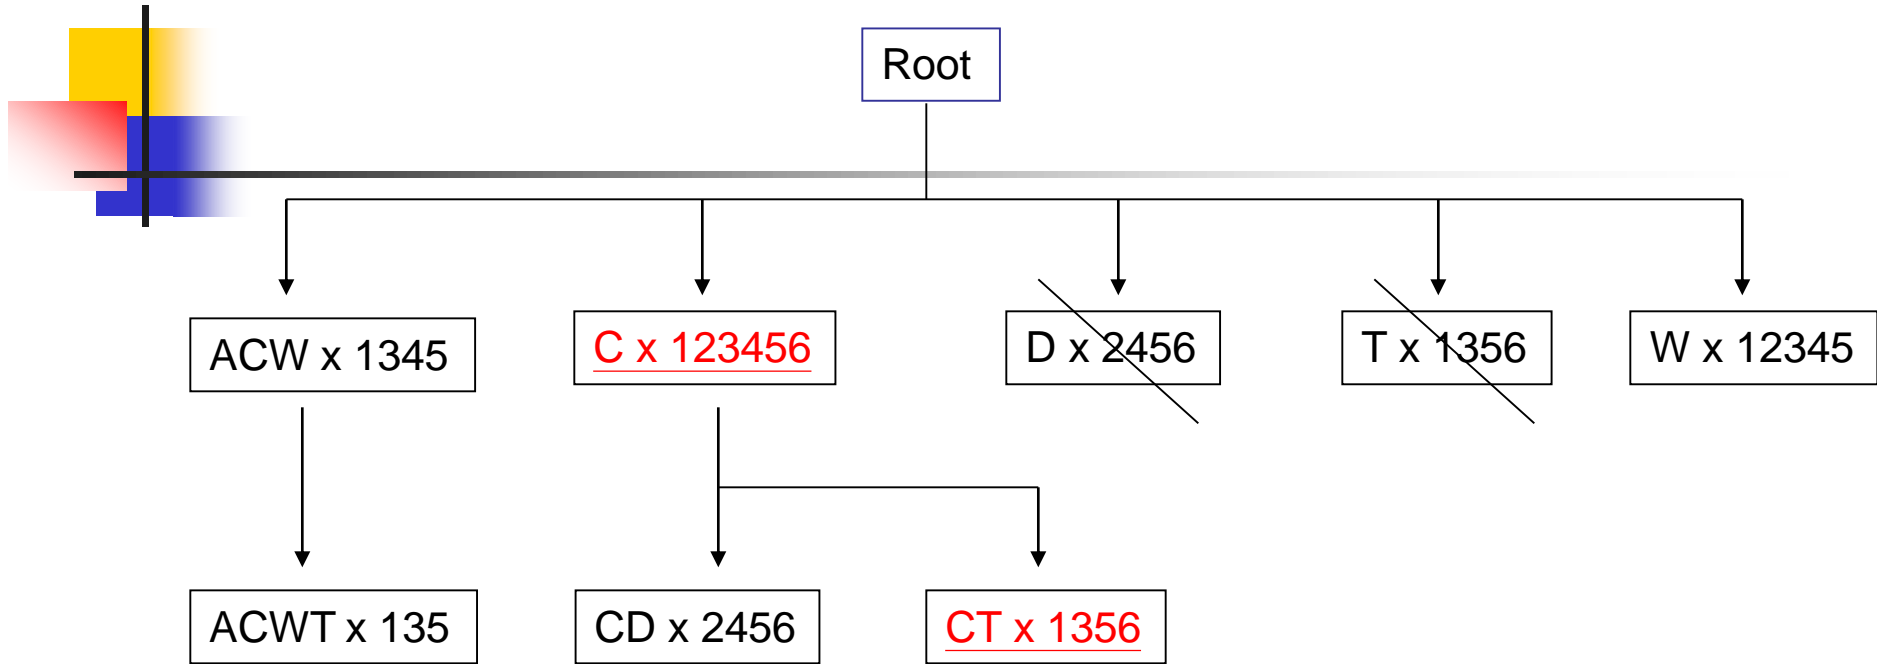 Root
ACW x 1345
C x 123456
D x 2456
T x 1356
W x 12345
ACWT x 135
CD x 2456
CT x 1356